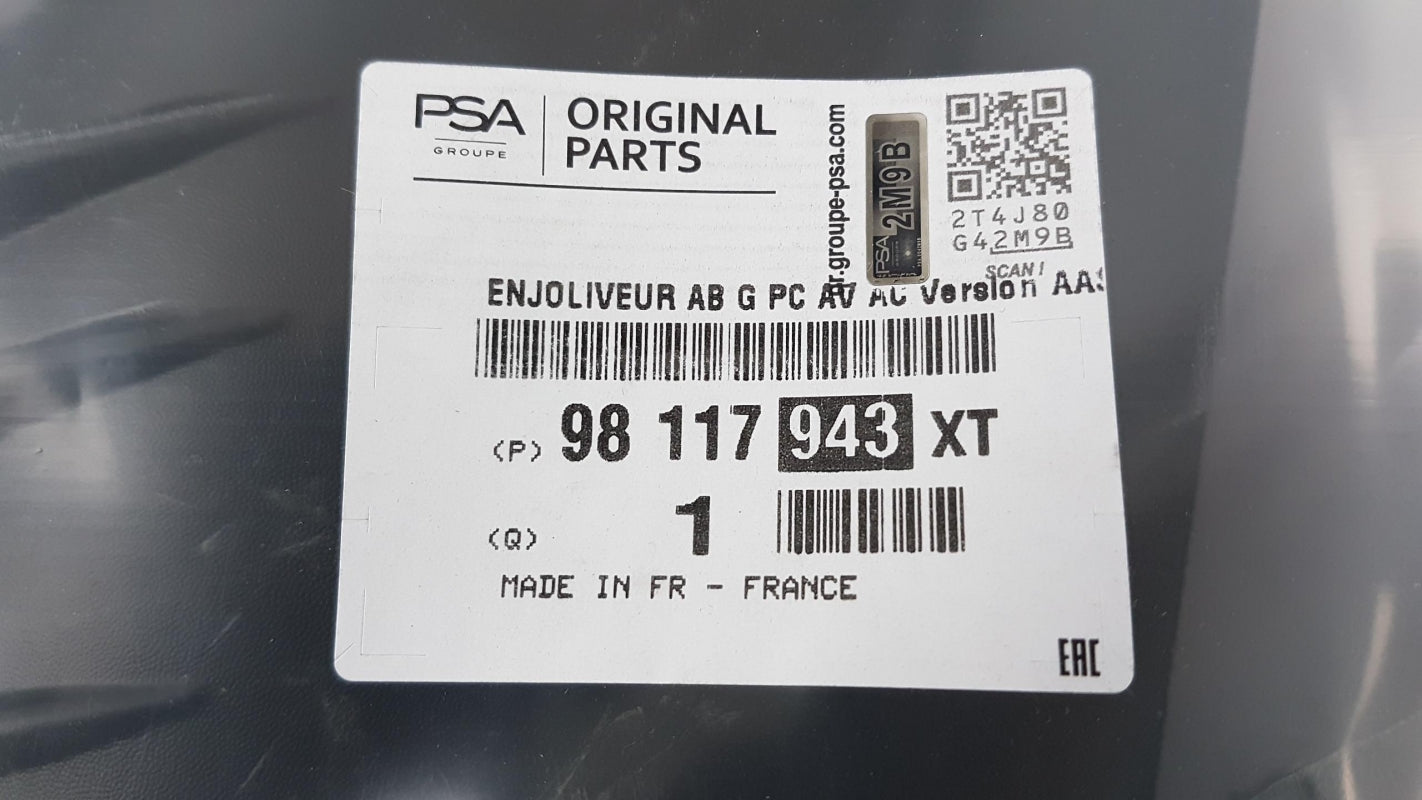 PSA
GROUPE
ORIGINAL
PARTS
pr.groupe-psa.com
PSA
2M9B
2T4J80
G42M9B
SCAN!
ENJOLIVEUR AB G PC AV AC Version AAS
(P) 98 117 943 XT
(Q) 1
MADE IN FR - FRANCE
EAC